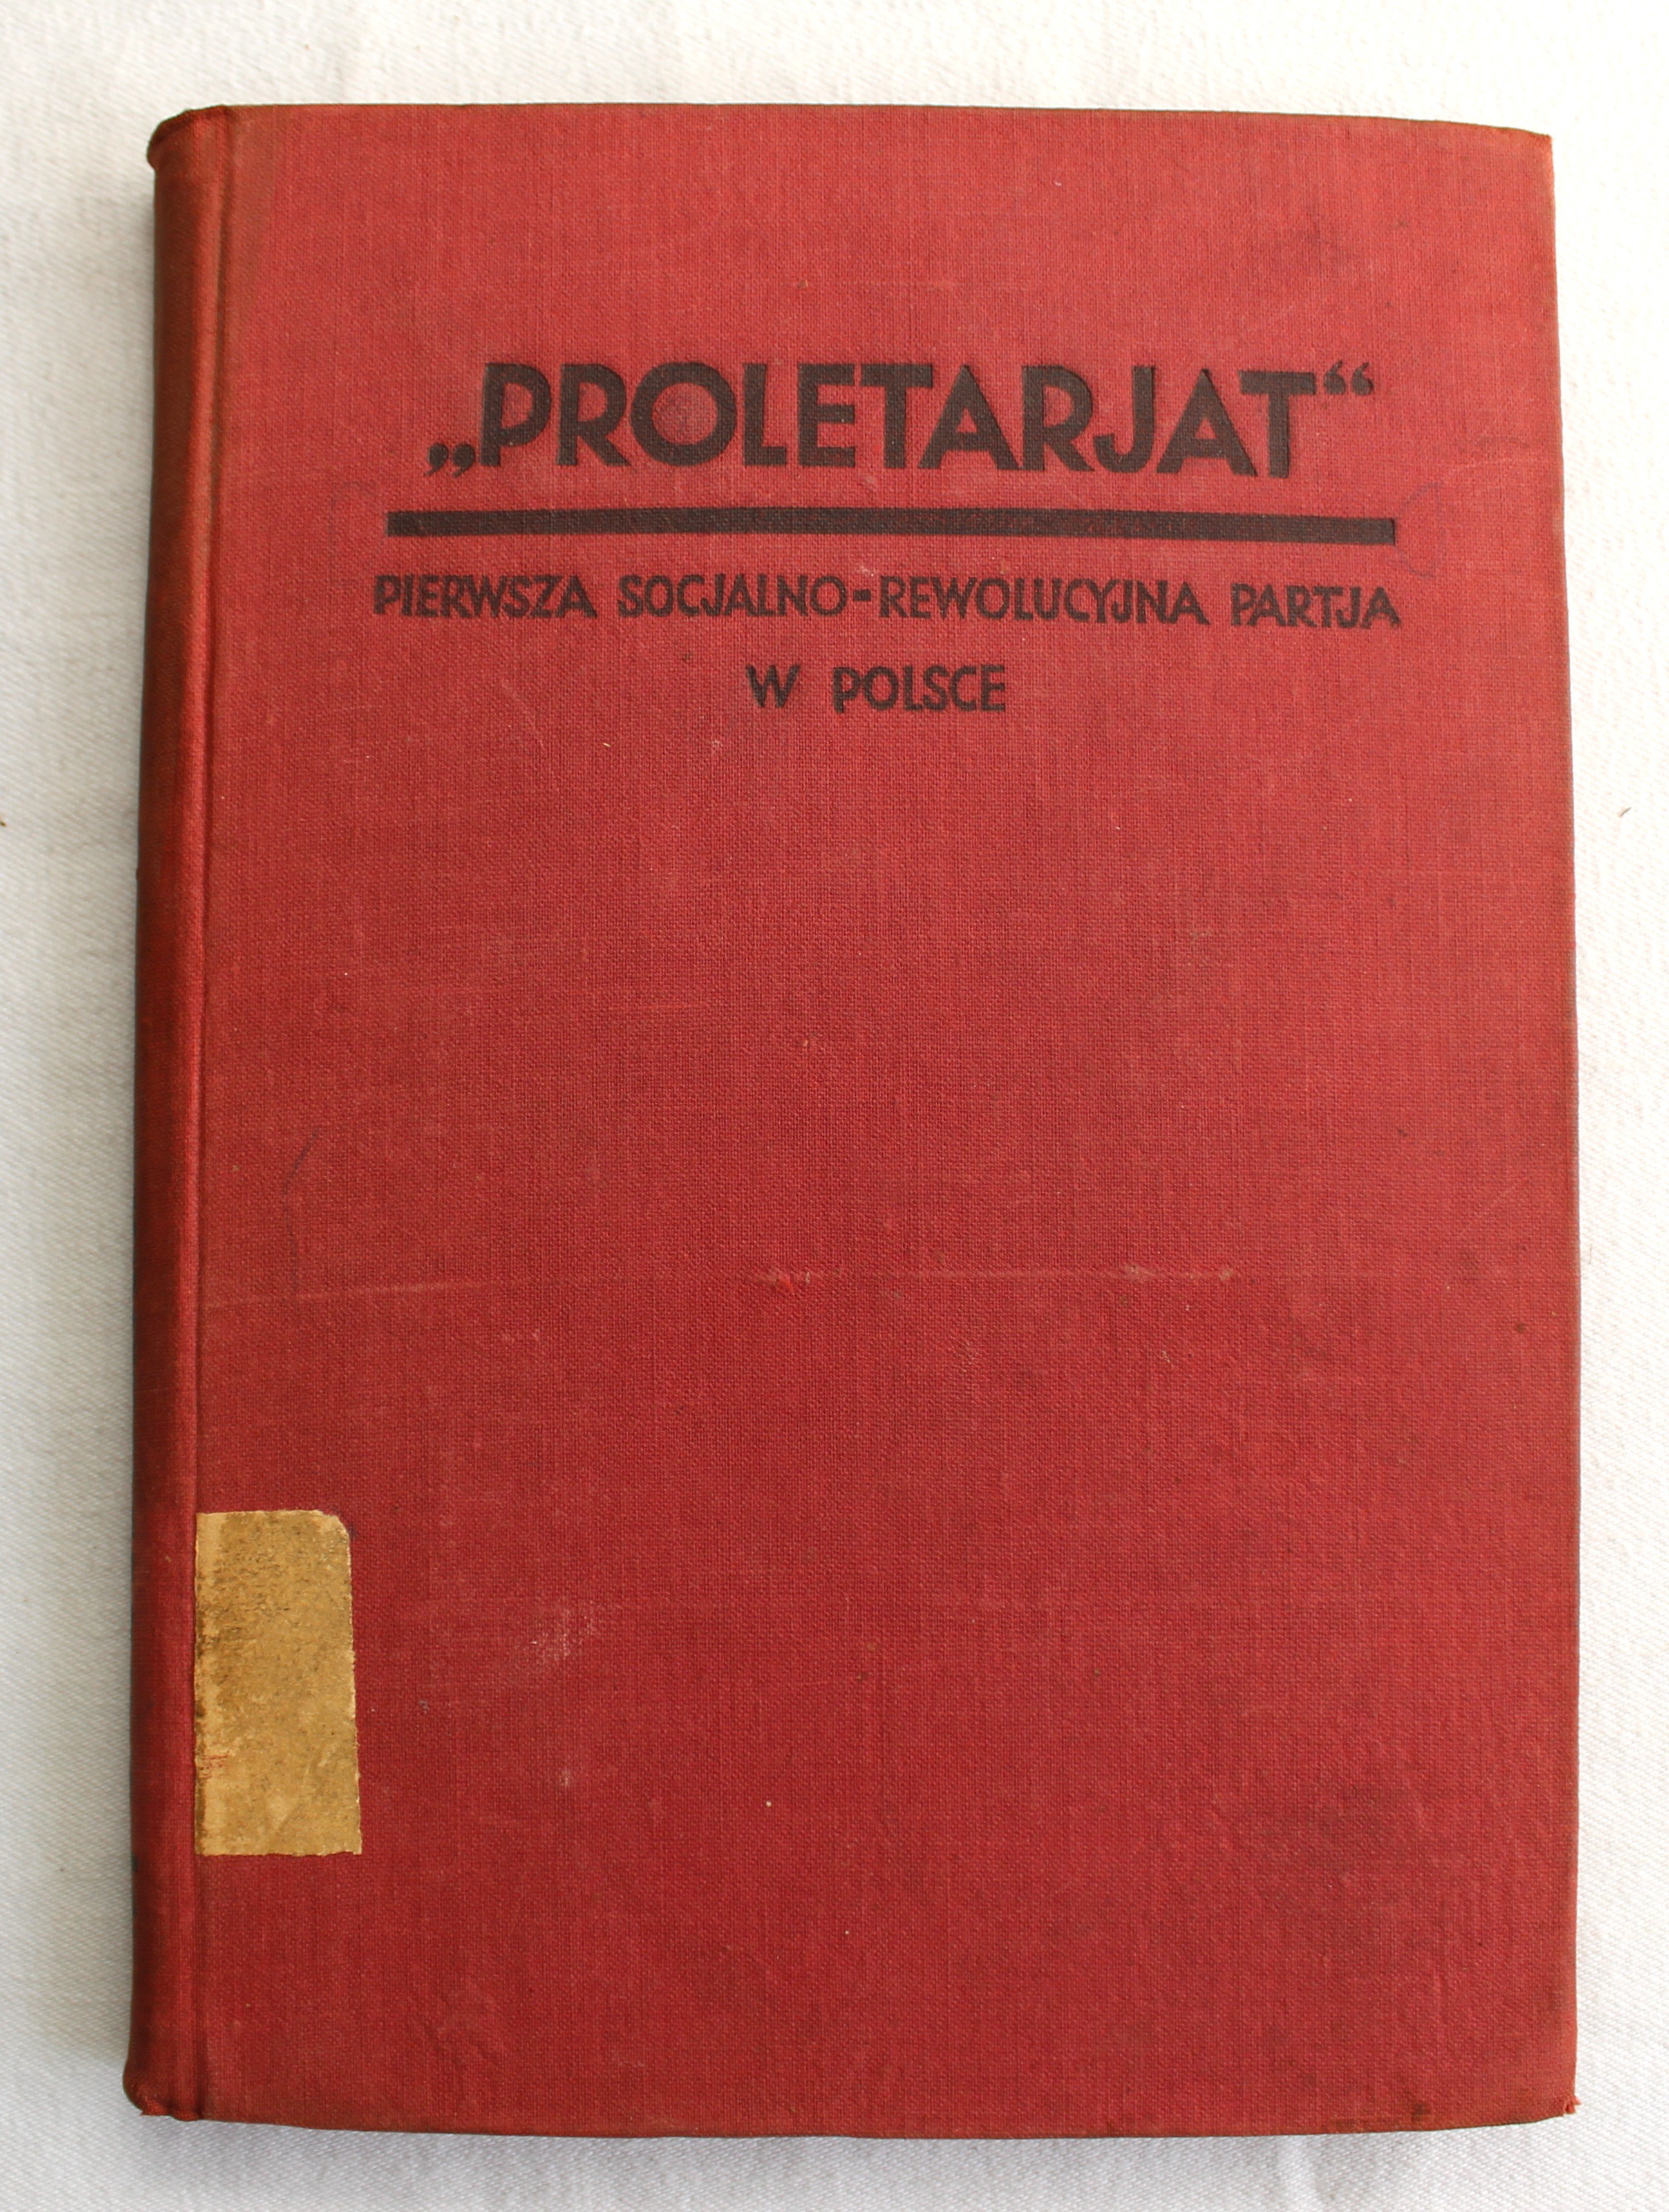 „PROLETARJAT“
PIERWSZA SOCJALNO-REWOLUCYJNA PARTJA
W POLSCE